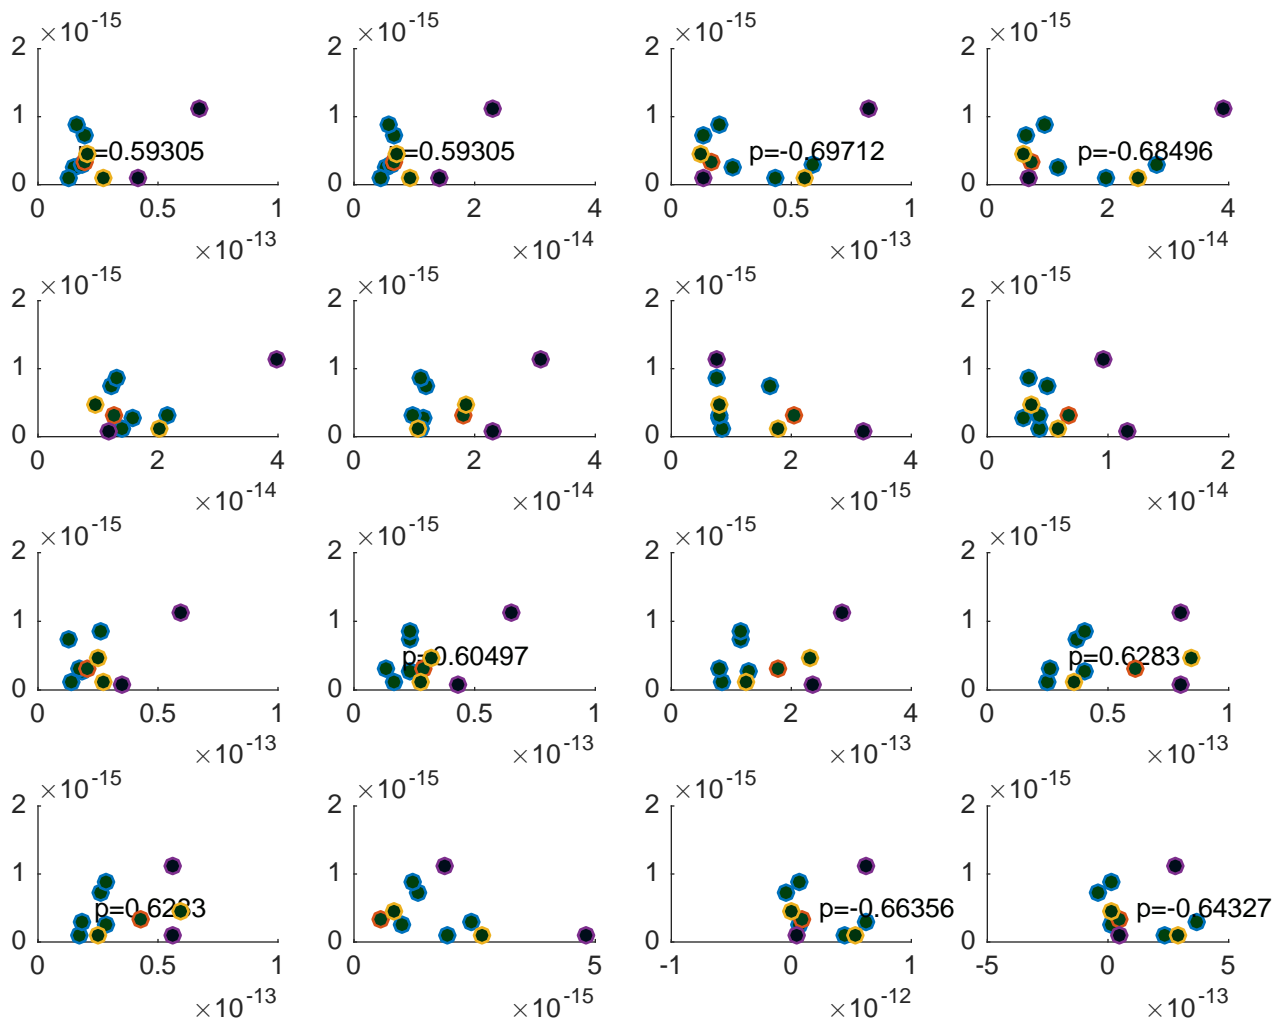 ×10-15 ×10-15 ×10-15 ×10-15
2 2 2 2
1 1 1 1
p=0.59305 p=0.59305 p=-0.69712 p=-0.68496
0 0 0 0
0 0.5 1 0 2 4 0 0.5 1 0 2 4
×10-13 ×10-14 ×10-13 ×10-14
×10-15 ×10-15 ×10-15 ×10-15
2 2 2 2
1 1 1 1
0 0 0 0
0 2 4 0 2 4 0 2 4 0 1 2
×10-14 ×10-14 ×10-15 ×10-14
×10-15 ×10-15 ×10-15 ×10-15
2 2 2 2
1 1 1 1
p=0.60497 p=0.6283
0 0 0 0
0 0.5 1 0 0.5 1 0 2 4 0 0.5 1
×10-13 ×10-13 ×10-13 ×10-13
×10-15 ×10-15 ×10-15 ×10-15
2 2 2 2
1 1 1 1
p=-0.66356 p=-0.64327
0 0 0 0
0 0.5 1 0 5 -1 0 1 -5 0 5
×10-13 ×10-15 ×10-12 ×10-13